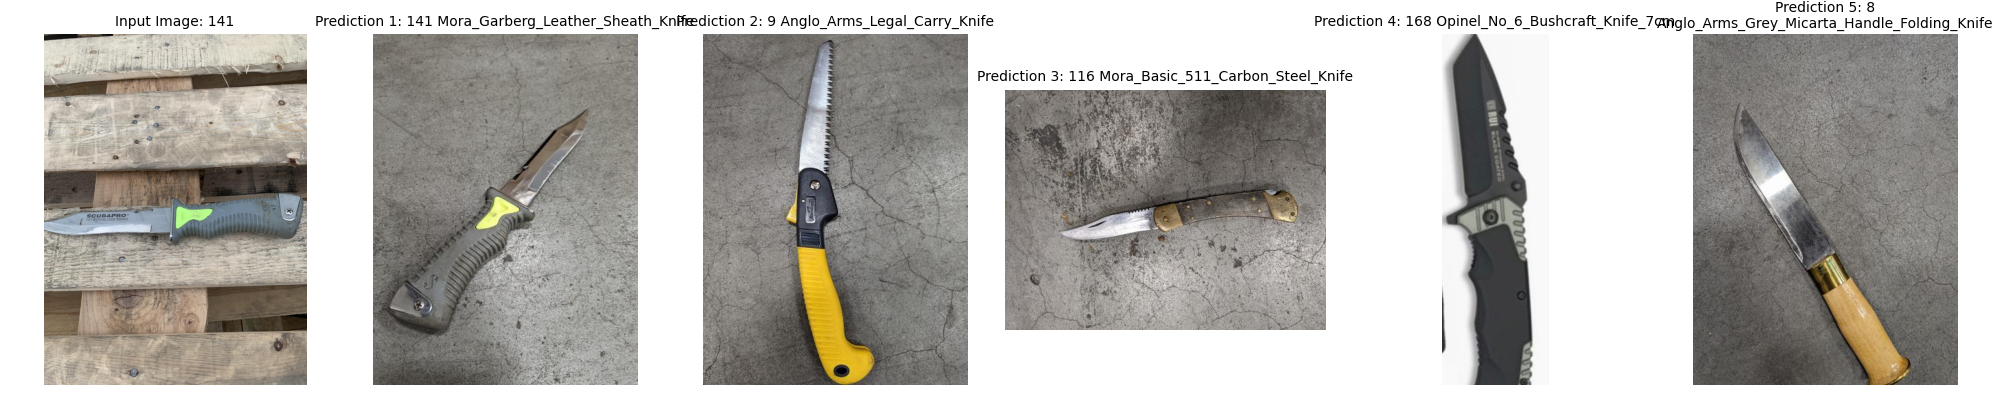 Input Image: 141
Prediction 1: 141 Mora_Garberg_Leather_Sheath_Knife
Prediction 2: 9 Anglo_Arms_Legal_Carry_Knife
Prediction 3: 116 Mora_Basic_511_Carbon_Steel_Knife
Prediction 4: 168 Opinel_No_6_Bushcraft_Knife_7cm
Prediction 5: 8
Anglo_Arms_Grey_Micarta_Handle_Folding_Knife
SCUBAPRO